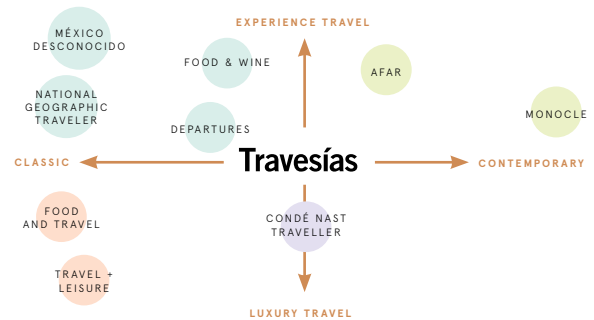 EXPERIENCE TRAVEL
MÉXICO
DESCONOCIDO
FOOD & WINE
AFAR
NATIONAL
GEOGRAPHIC
TRAVELER
MONOCLE
DEPARTURES
CLASSIC
Travesías
CONTEMPORARY
FOOD
AND TRAVEL
CONDÉ NAST
TRAVELLER
TRAVEL +
LEISURE
LUXURY TRAVEL